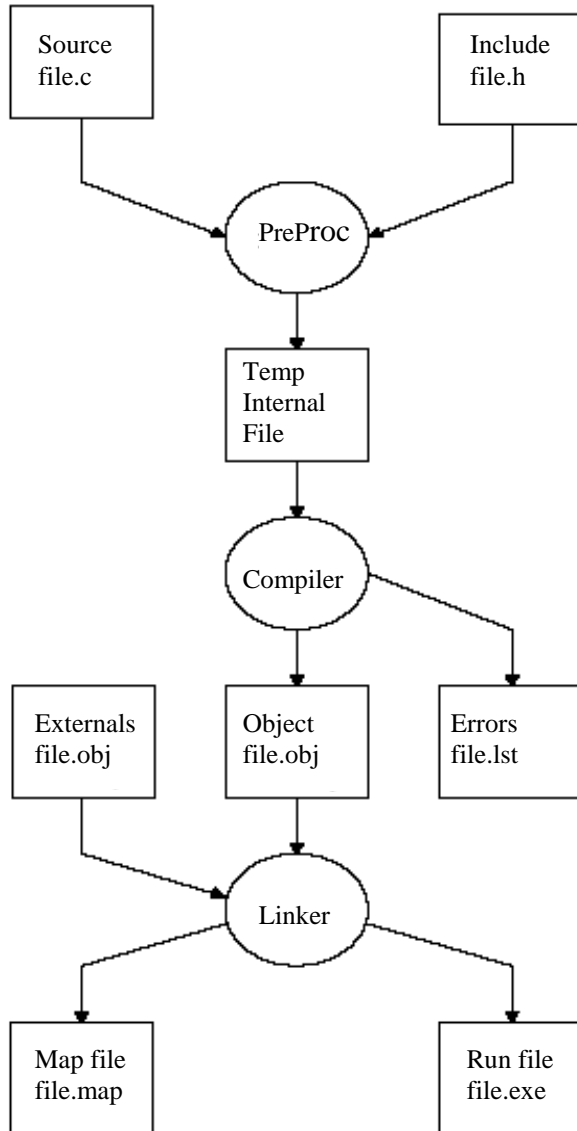 Source
file.c
Include
file.h
PreProc
Temp
Internal
File
Compiler
Externals
file.obj
Object
file.obj
Errors
file.lst
Linker
Map file
file.map
Run file
file.exe